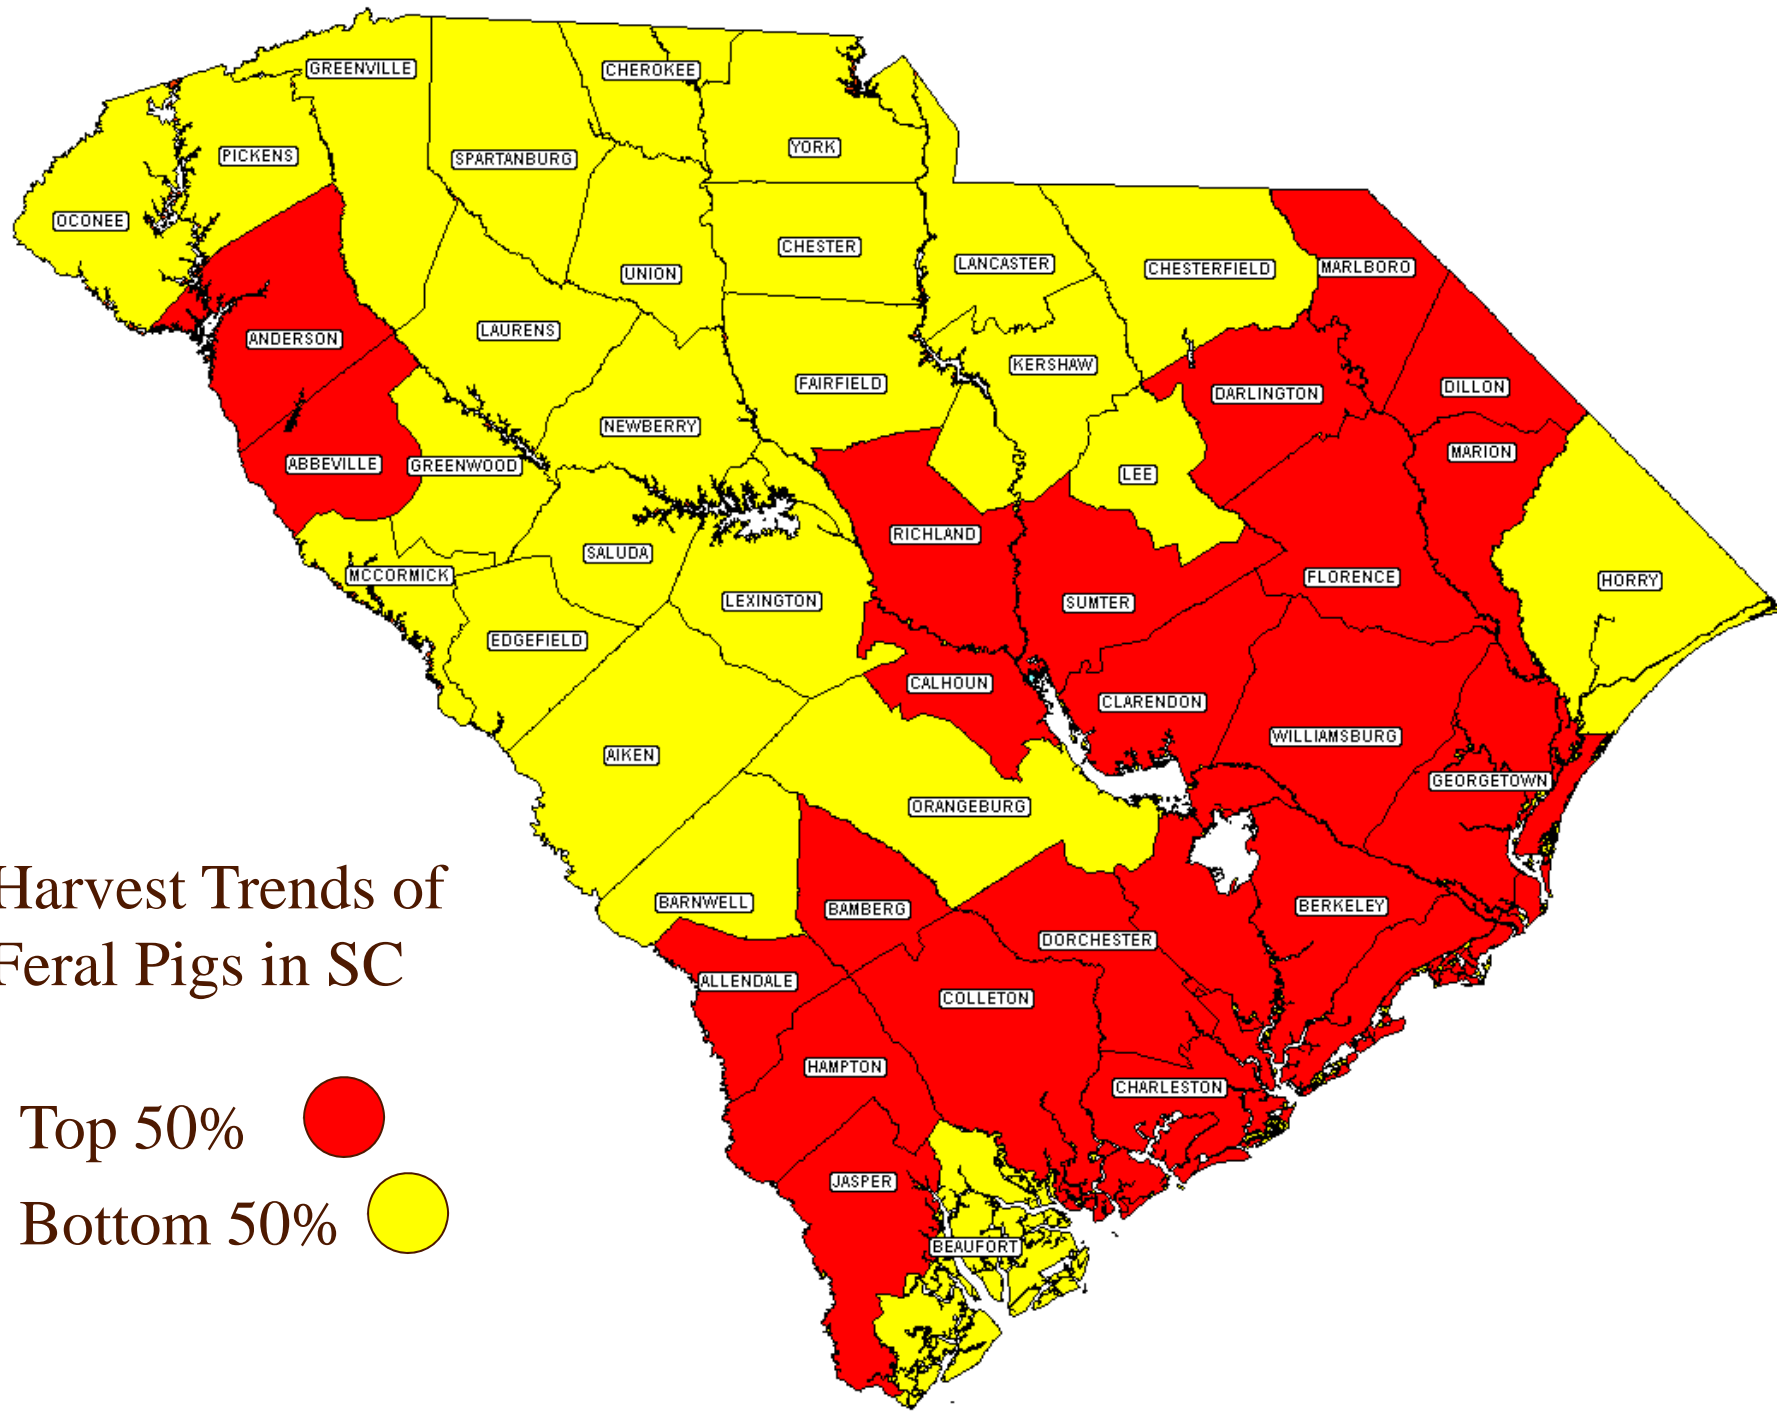 GREENVILLE
CHEROKEE
YORK
PICKENS
SPARTANBURG
OCONEE
CHESTER
UNION
LANCASTER
CHESTERFIELD
MARLBORO
ANDERSON
LAURENS
KERSHAW
FAIRFIELD
DARLINGTON
DILLON
NEWBERRY
MARION
ABBEVILLE
GREENWOOD
LEE
RICHLAND
SALUDA
MCCORMICK
FLORENCE
HORRY
LEXINGTON
SUMTER
EDGEFIELD
CALHOUN
CLARENDON
WILLIAMSBURG
AIKEN
GEORGETOWN
ORANGEBURG
BARNWELL
BAMBERG
BERKELEY
DORCHESTER
ALLENDALE
COLLETON
HAMPTON
CHARLESTON
JASPER
BEAUFORT
Harvest Trends of
Feral Pigs in SC
Top 50%
Bottom 50%